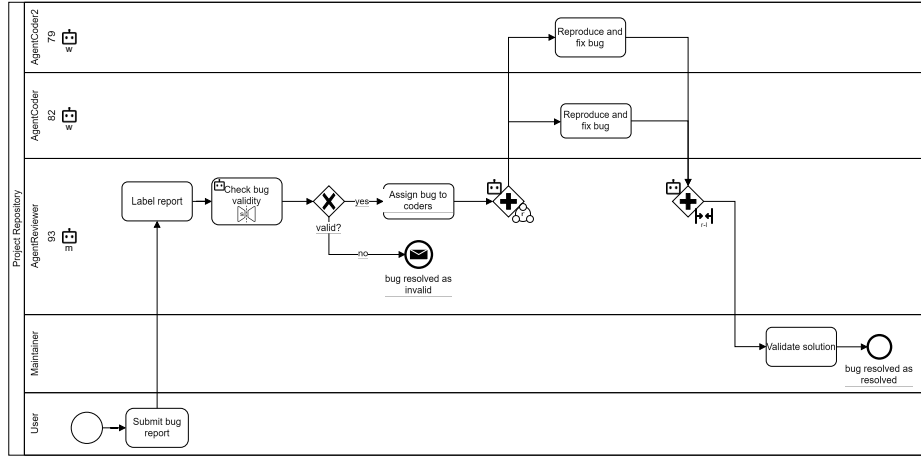 Project Repository
AgentCoder2
79
w
Reproduce and
fix bug
AgentCoder
82
w
Reproduce and
fix bug
AgentReviewer
93
m
Label report
Check bug
validity
valid?
yes
no
Assign bug to
coders
bug resolved as
invalid
r
r-l
Maintainer
Validate solution
bug resolved as
resolved
User
Submit bug
report